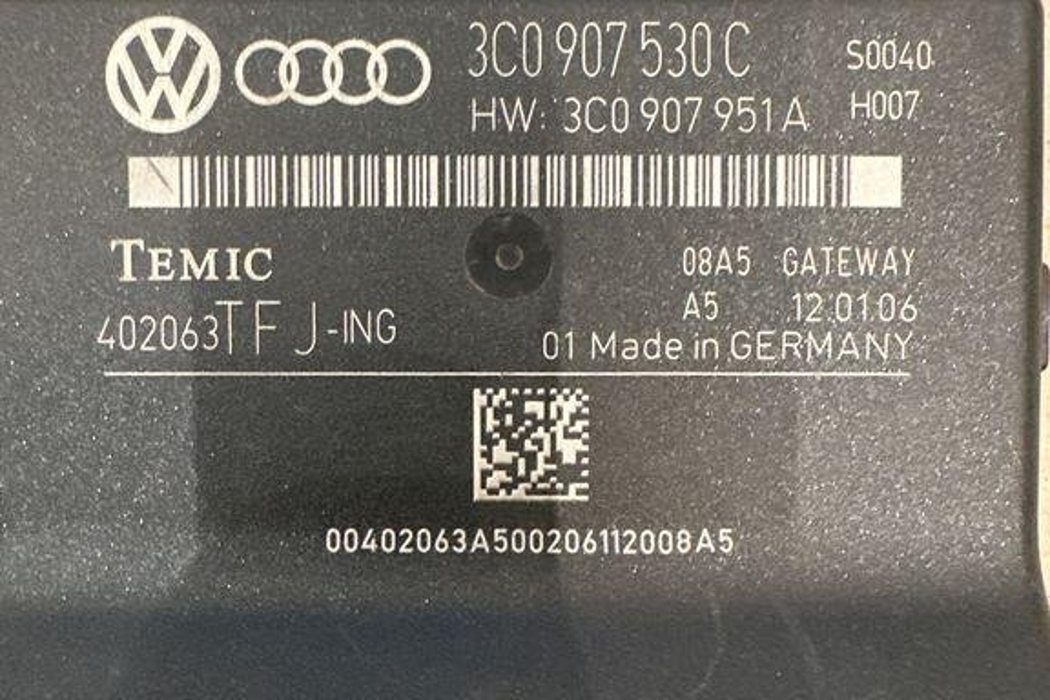 3C0 907 530 C S0040
HW: 3C0 907 951 A H007
TEMIC 08A5 GATEWAY
A5 12.01.06
402063TF J-ING 01 Made in GERMANY
00402063A500206112008A5